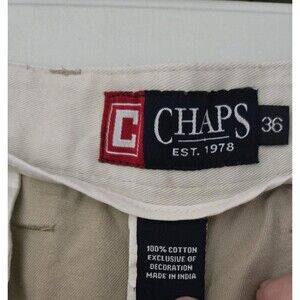 C CHAPS 36
EST. 1978
100% COTTON
EXCLUSIVE OF
DECORATION
MADE IN INDIA